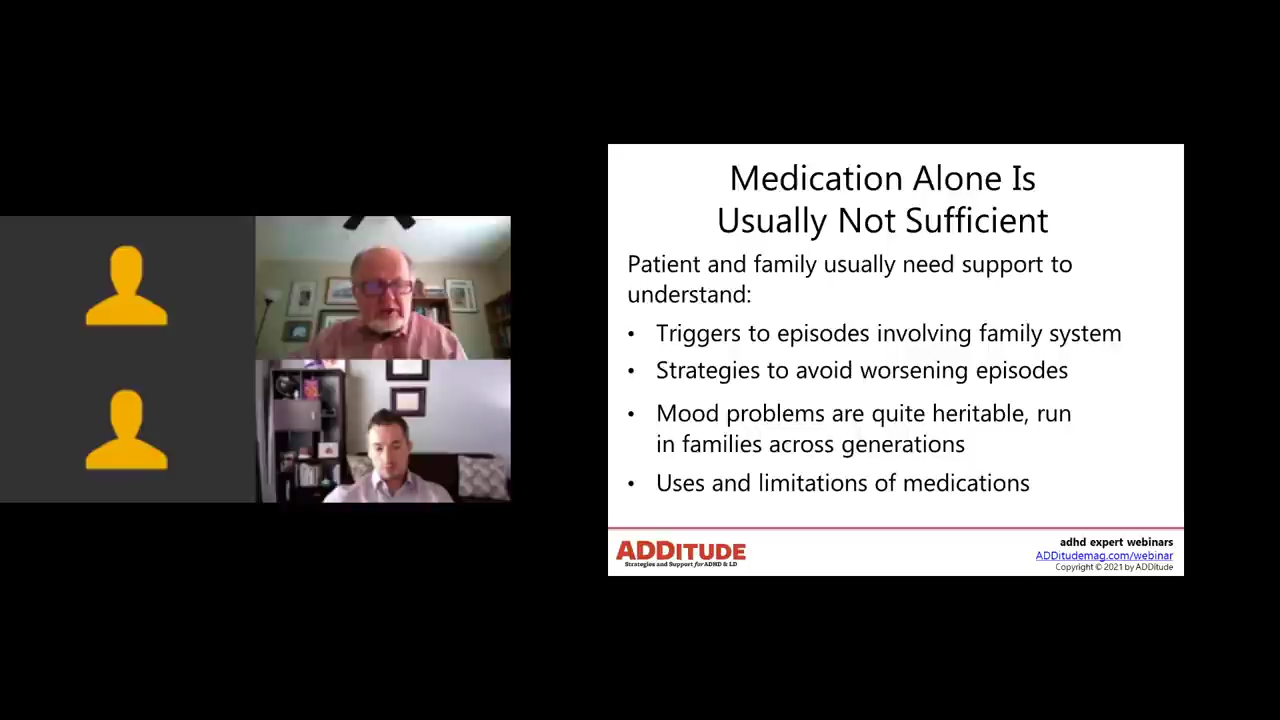 Medication Alone Is
Usually Not Sufficient
Patient and family usually need support to
understand:
• Triggers to episodes involving family system
• Strategies to avoid worsening episodes
• Mood problems are quite heritable, run
in families across generations
• Uses and limitations of medications
ADDITUDE
Strategies and Support for ADHD & LD
adhd expert webinars
ADDitudemag.com/webinar
Copyright © 2021 by ADDitude